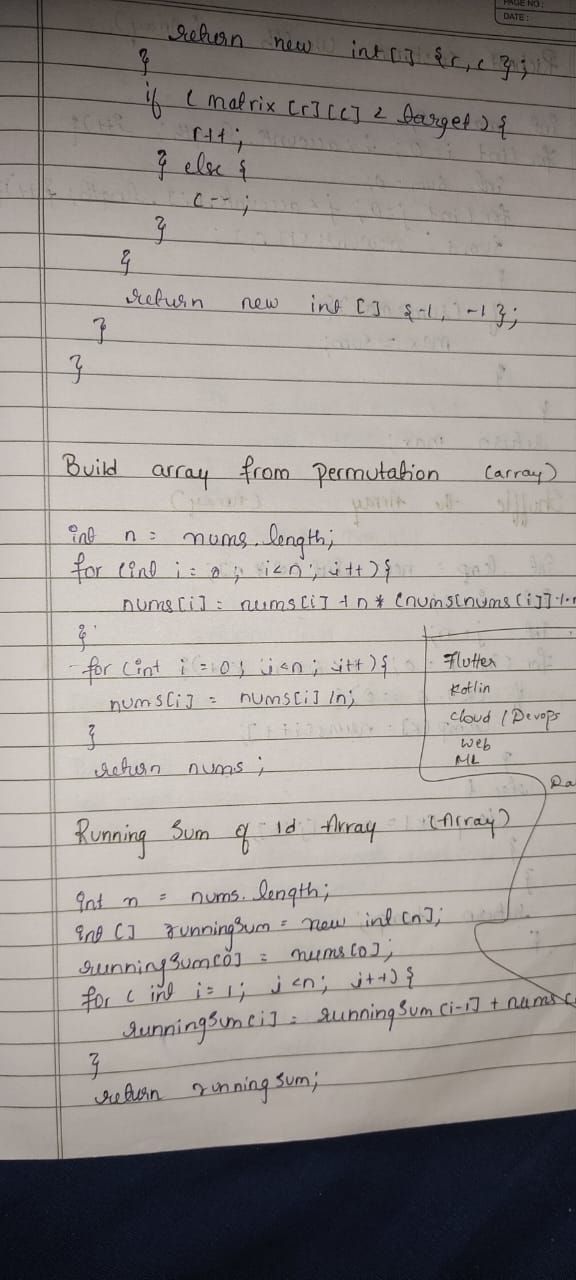 PAGE NO:
DATE:
return new int[] {r, c};
}
if (matrix[r][c] < target) {
r++;
} else {
c--;
}
}
return new int [] {-1, -1};
}
}
Build array from permutation (array)
int n = nums.length;
for (int i = 0; i<n; i++){
nums[i] = nums[i] + n* (nums[nums[i]]%n
}
for (int i = 0; i<n; i++){
nums[i] = nums[i] /n;
}
return nums;
Flutter
Kotlin
Cloud / Devops
Web
ML
Da
Running Sum of 1d Array (Array)
int n = nums.length;
int [] runningSum = new int[n];
runningSum[0] = nums[0];
for (int i=1; i<n; i++){
runningSum[i] = runningSum[i-1] + nums[
}
return runningSum;